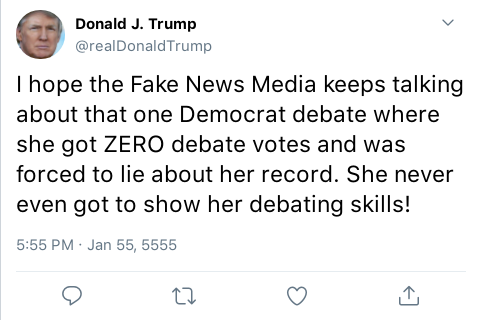 Donald J. Trump
@realDonaldTrump
I hope the Fake News Media keeps talking
about that one Democrat debate where
she got ZERO debate votes and was
forced to lie about her record. She never
even got to show her debating skills!
5:55 PM · Jan 55, 5555